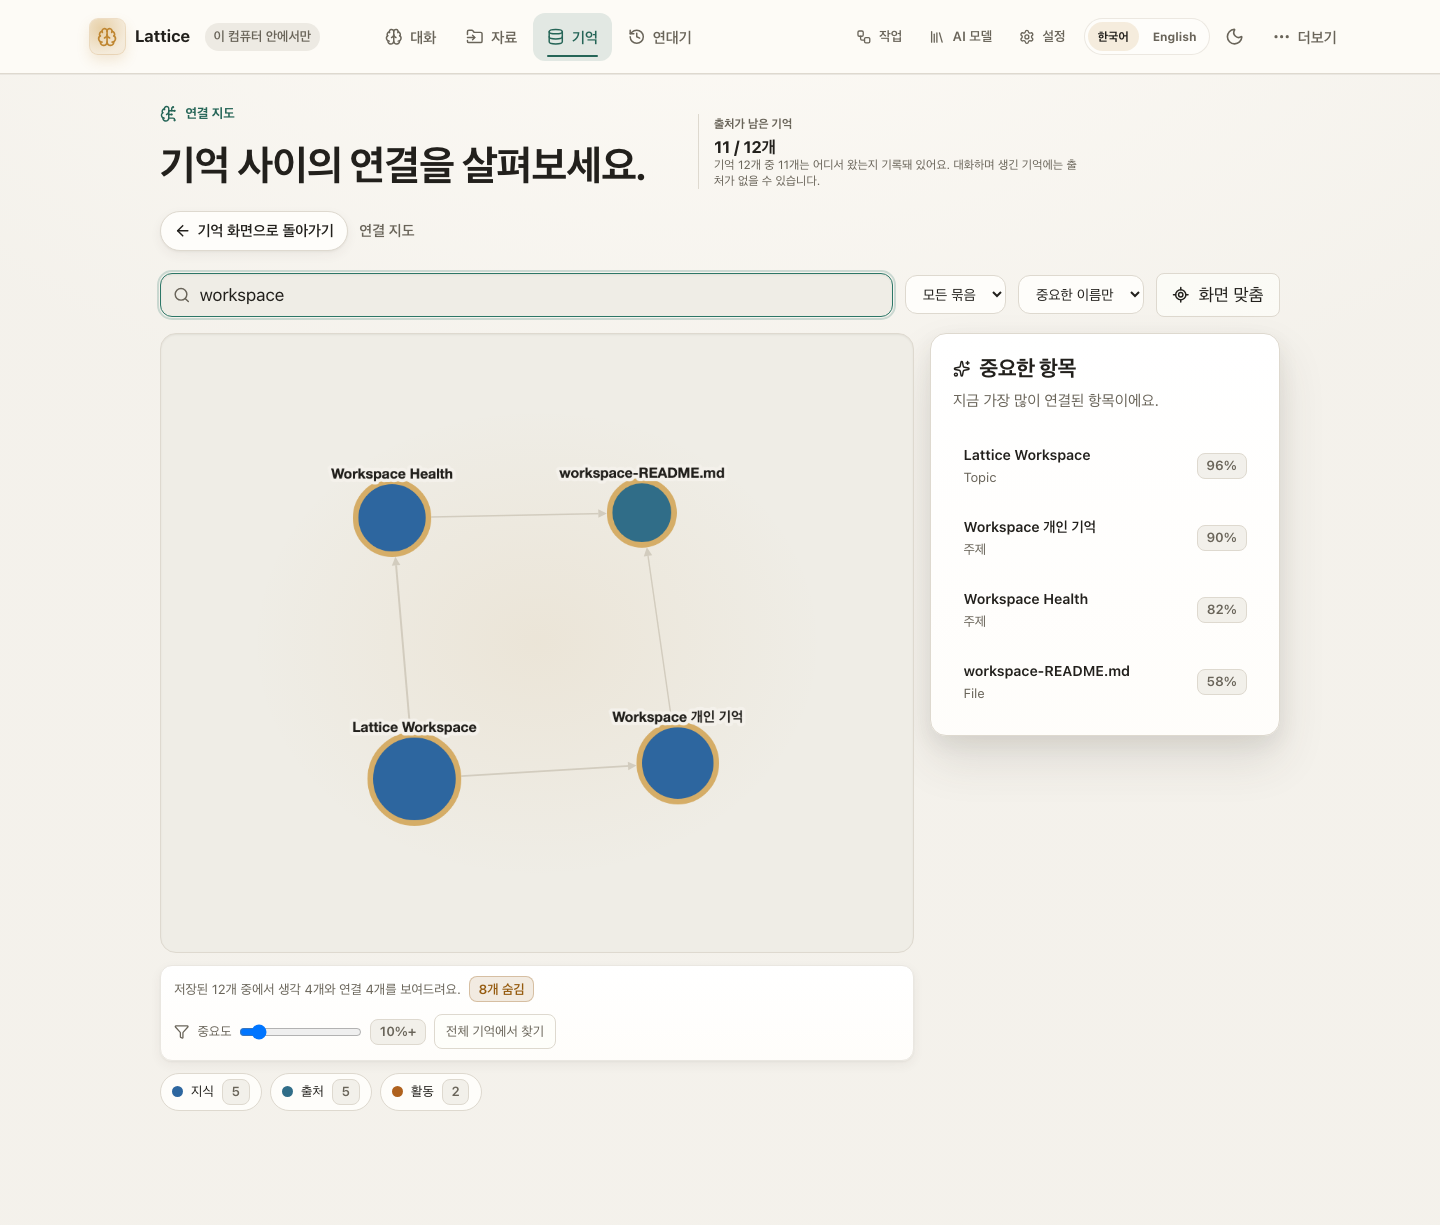 Lattice
이 컴퓨터 안에서만
대화
자료
기억
연대기
작업
AI 모델
설정
한국어
English
더보기
연결 지도
기억 사이의 연결을 살펴보세요.
출처가 남은 기억
11 / 12개
기억 12개 중 11개는 어디서 왔는지 기록돼 있어요. 대화하며 생긴 기억에는 출
처가 없을 수 있습니다.
기억 화면으로 돌아가기
연결 지도
workspace
모든 묶음
중요한 이름만
화면 맞춤
Workspace Health
workspace-README.md
Lattice Workspace
Workspace 개인 기억
중요한 항목
지금 가장 많이 연결된 항목이에요.
Lattice Workspace
Topic
96%
Workspace 개인 기억
주제
90%
Workspace Health
주제
82%
workspace-README.md
File
58%
저장된 12개 중에서 생각 4개와 연결 4개를 보여드려요.
8개 숨김
중요도
10%+
전체 기억에서 찾기
지식 5
출처 5
활동 2